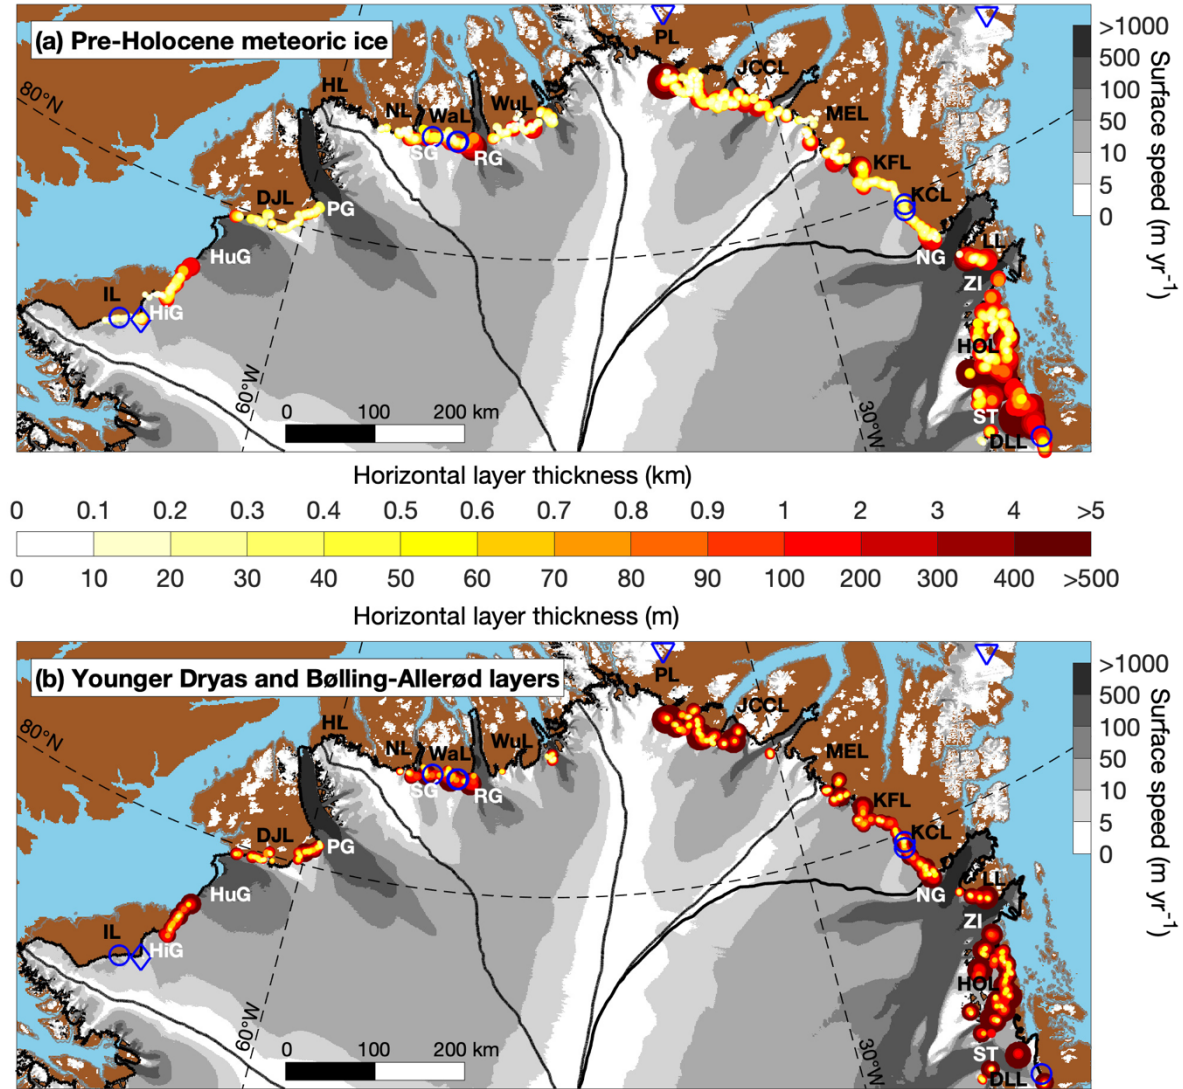 (a) Pre-Holocene meteoric ice
80°N
HL
NL
WaL
WuL
PL
JCCL
MEL
KFL
KCL
SG
RG
DJL
PG
HuG
IL
HiG
NG
LL
ZI
HOL
ST
DLL
60°W
30°W
0 100 200 km
>1000
500
100
50
10
5
0
Surface speed (m yr⁻¹)
Horizontal layer thickness (km)
0 0.1 0.2 0.3 0.4 0.5 0.6 0.7 0.8 0.9 1 2 3 4 >5
0 10 20 30 40 50 60 70 80 90 100 200 300 400 >500
Horizontal layer thickness (m)
(b) Younger Dryas and Bølling-Allerød layers
80°N
HL
NL
WaL
WuL
PL
JCCL
MEL
KFL
KCL
SG
RG
DJL
PG
HuG
IL
HiG
NG
LL
ZI
HOL
ST
DLL
60°W
30°W
0 100 200 km
>1000
500
100
50
10
5
0
Surface speed (m yr⁻¹)